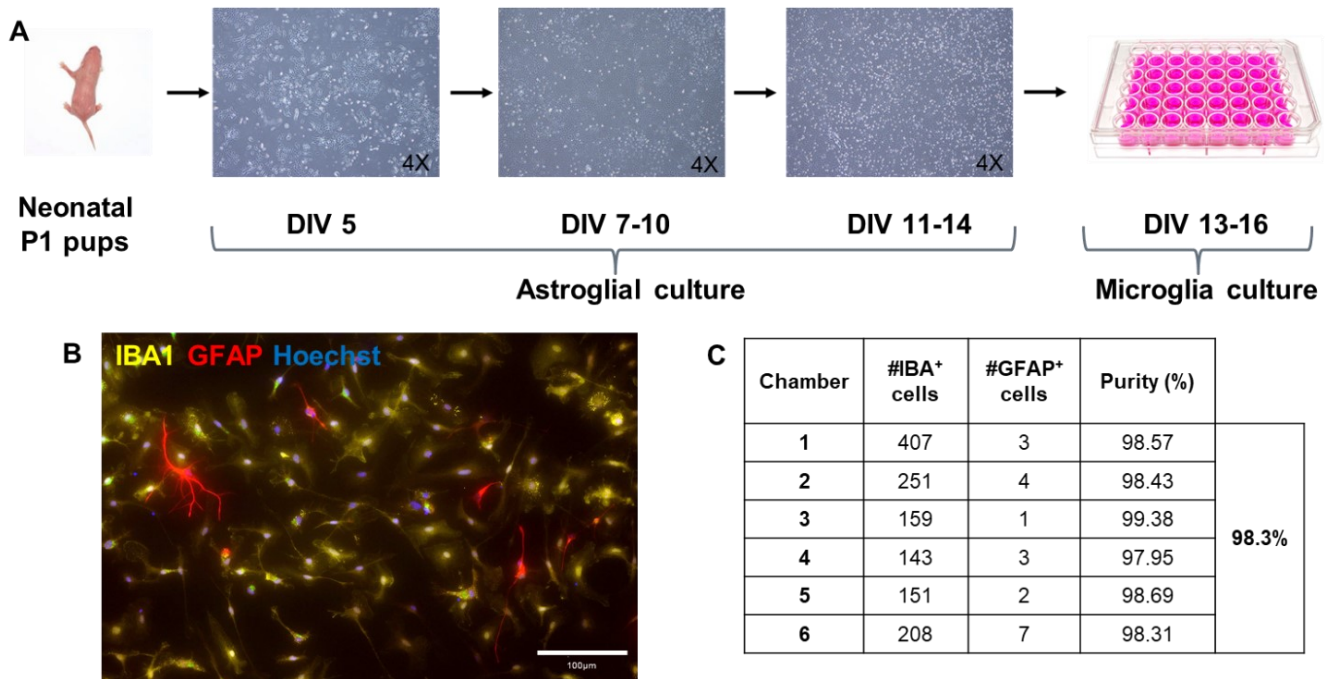 A
4X
4X
4X
Neonatal
P1 pups
DIV 5
DIV 7-10
DIV 11-14
DIV 13-16
Astroglial culture
Microglia culture
B
IBA1 GFAP Hoechst
100µm
C
Chamber #IBA⁺ cells #GFAP⁺ cells Purity (%)
1 407 3 98.57
2 251 4 98.43
3 159 1 99.38
4 143 3 97.95
5 151 2 98.69
6 208 7 98.31
98.3%